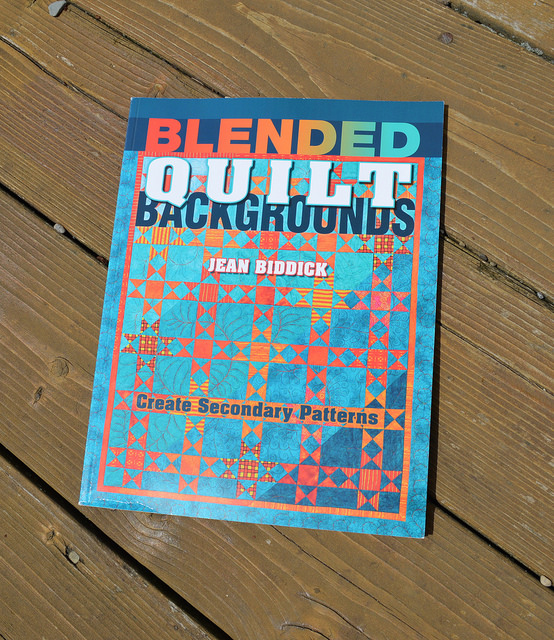 BLENDED
QUILT
BACKGROUNDS
JEAN BIDDICK
Create Secondary Patterns